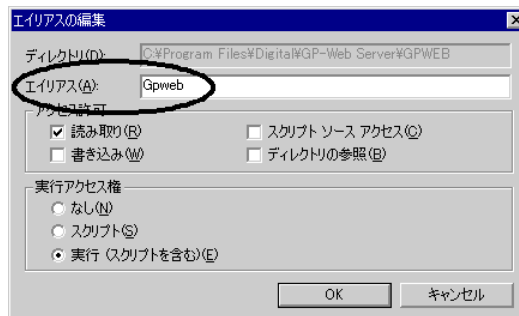 エイリアスの編集
ディレクトリ(D): C:¥Program Files¥Digital¥GP-Web Server¥GPWEB
エイリアス(A): Gpweb
アクセス許可
読み取り(R) スクリプト ソース アクセス(C)
書き込み(W) ディレクトリの参照(B)
実行アクセス権
なし(N)
スクリプト(S)
実行 (スクリプトを含む)(E)
OK キャンセル